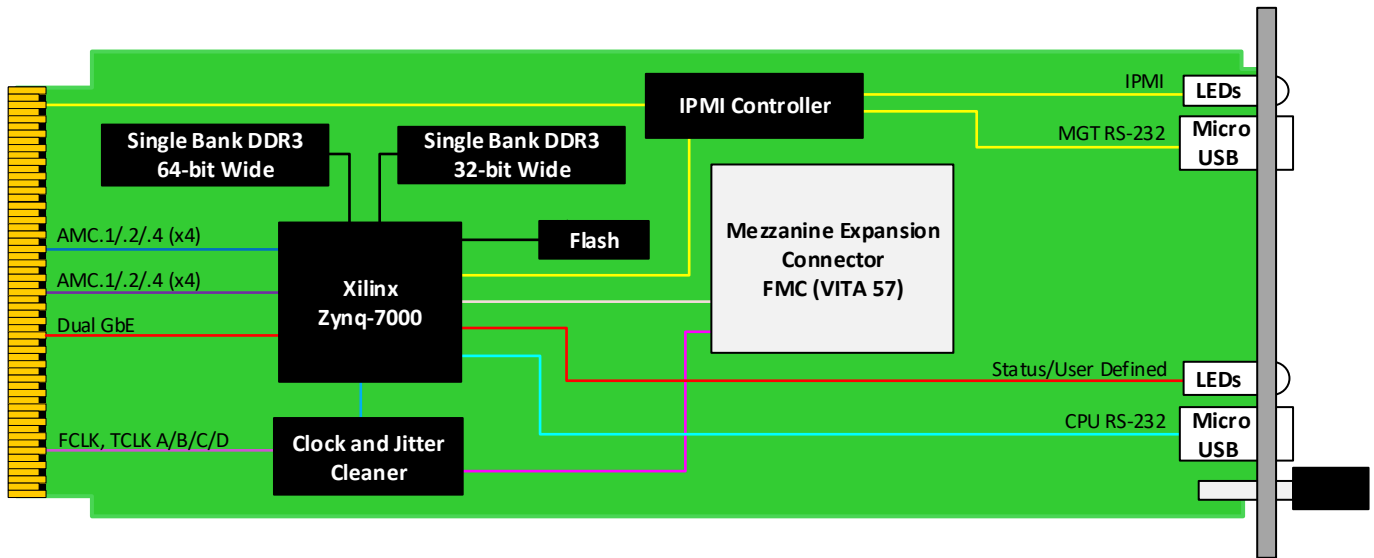 IPMI
LEDs
IPMI Controller
MGT RS-232
Micro
USB
Single Bank DDR3
64-bit Wide
Single Bank DDR3
32-bit Wide
AMC.1/.2/.4 (x4)
Flash
Mezzanine Expansion
Connector
FMC (VITA 57)
AMC.1/.2/.4 (x4)
Xilinx
Zynq-7000
Dual GbE
Status/User Defined
LEDs
FCLK, TCLK A/B/C/D
Clock and Jitter
Cleaner
CPU RS-232
Micro
USB